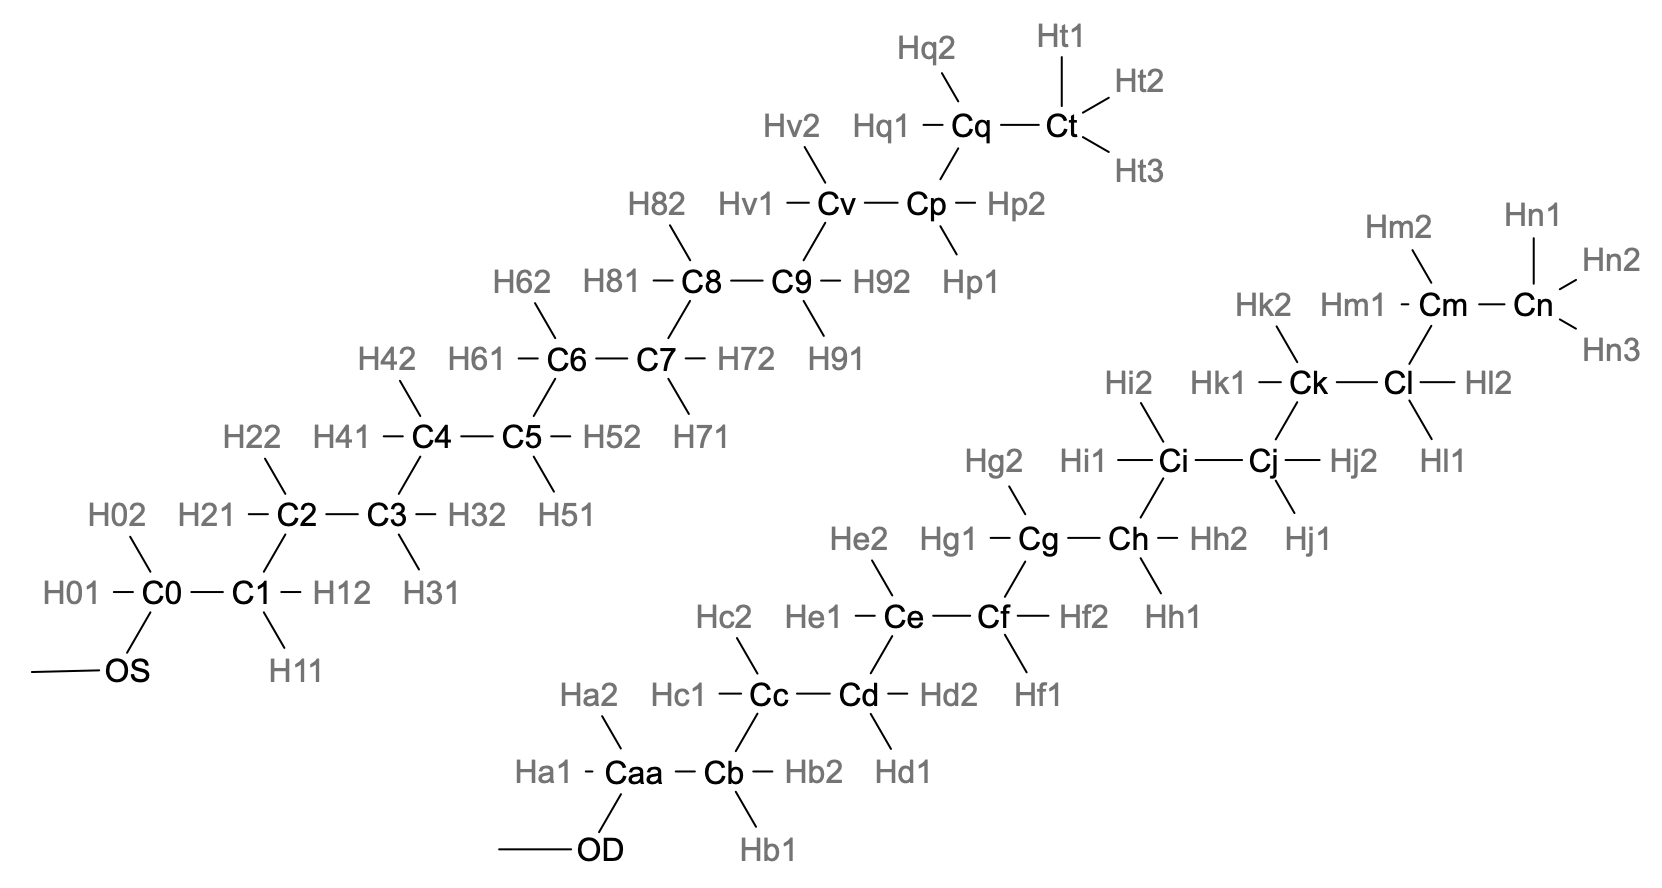 Ht1
Hq2
Ht2
Hv2 Hq1 Cq Ct
Ht3
H82 Hv1 Cv Cp Hp2
Hn1
Hm2
Hn2
H62 H81 C8 C9 H92 Hp1
Hk2 Hm1 Cm Cn
Hn3
H42 H61 C6 C7 H72 H91
Hi2 Hk1 Ck Cl Hl2
H22 H41 C4 C5 H52 H71
Hg2 Hi1 Ci Cj Hj2 Hl1
H02 H21 C2 C3 H32 H51
He2 Hg1 Cg Ch Hh2 Hj1
H01 C0 C1 H12 H31
Hc2 He1 Ce Cf Hf2 Hh1
OS H11
Ha2 Hc1 Cc Cd Hd2 Hf1
Ha1 Caa Cb Hb2 Hd1
OD Hb1